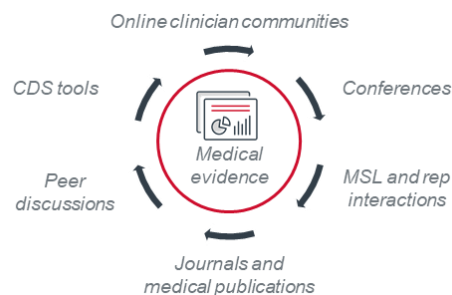 Online clinician communities
CDS tools
Conferences
Medical
evidence
Peer
discussions
MSL and rep
interactions
Journals and
medical publications